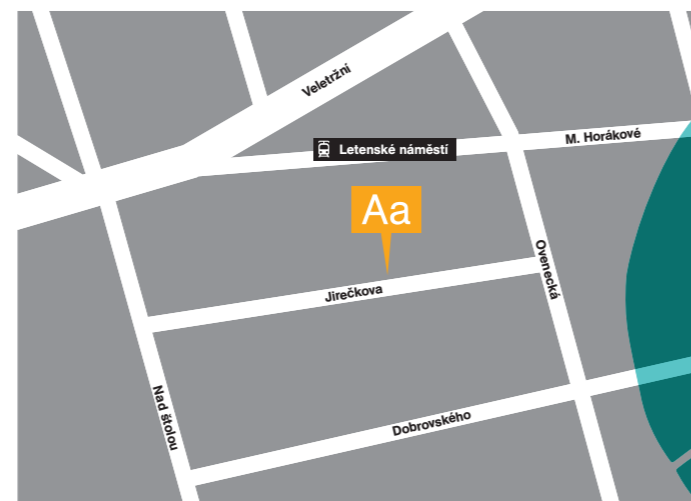 Veletržní
M. Horákové
Letenské náměstí
Aa
Ovenecká
Jirečkova
Nad štolou
Dobrovského